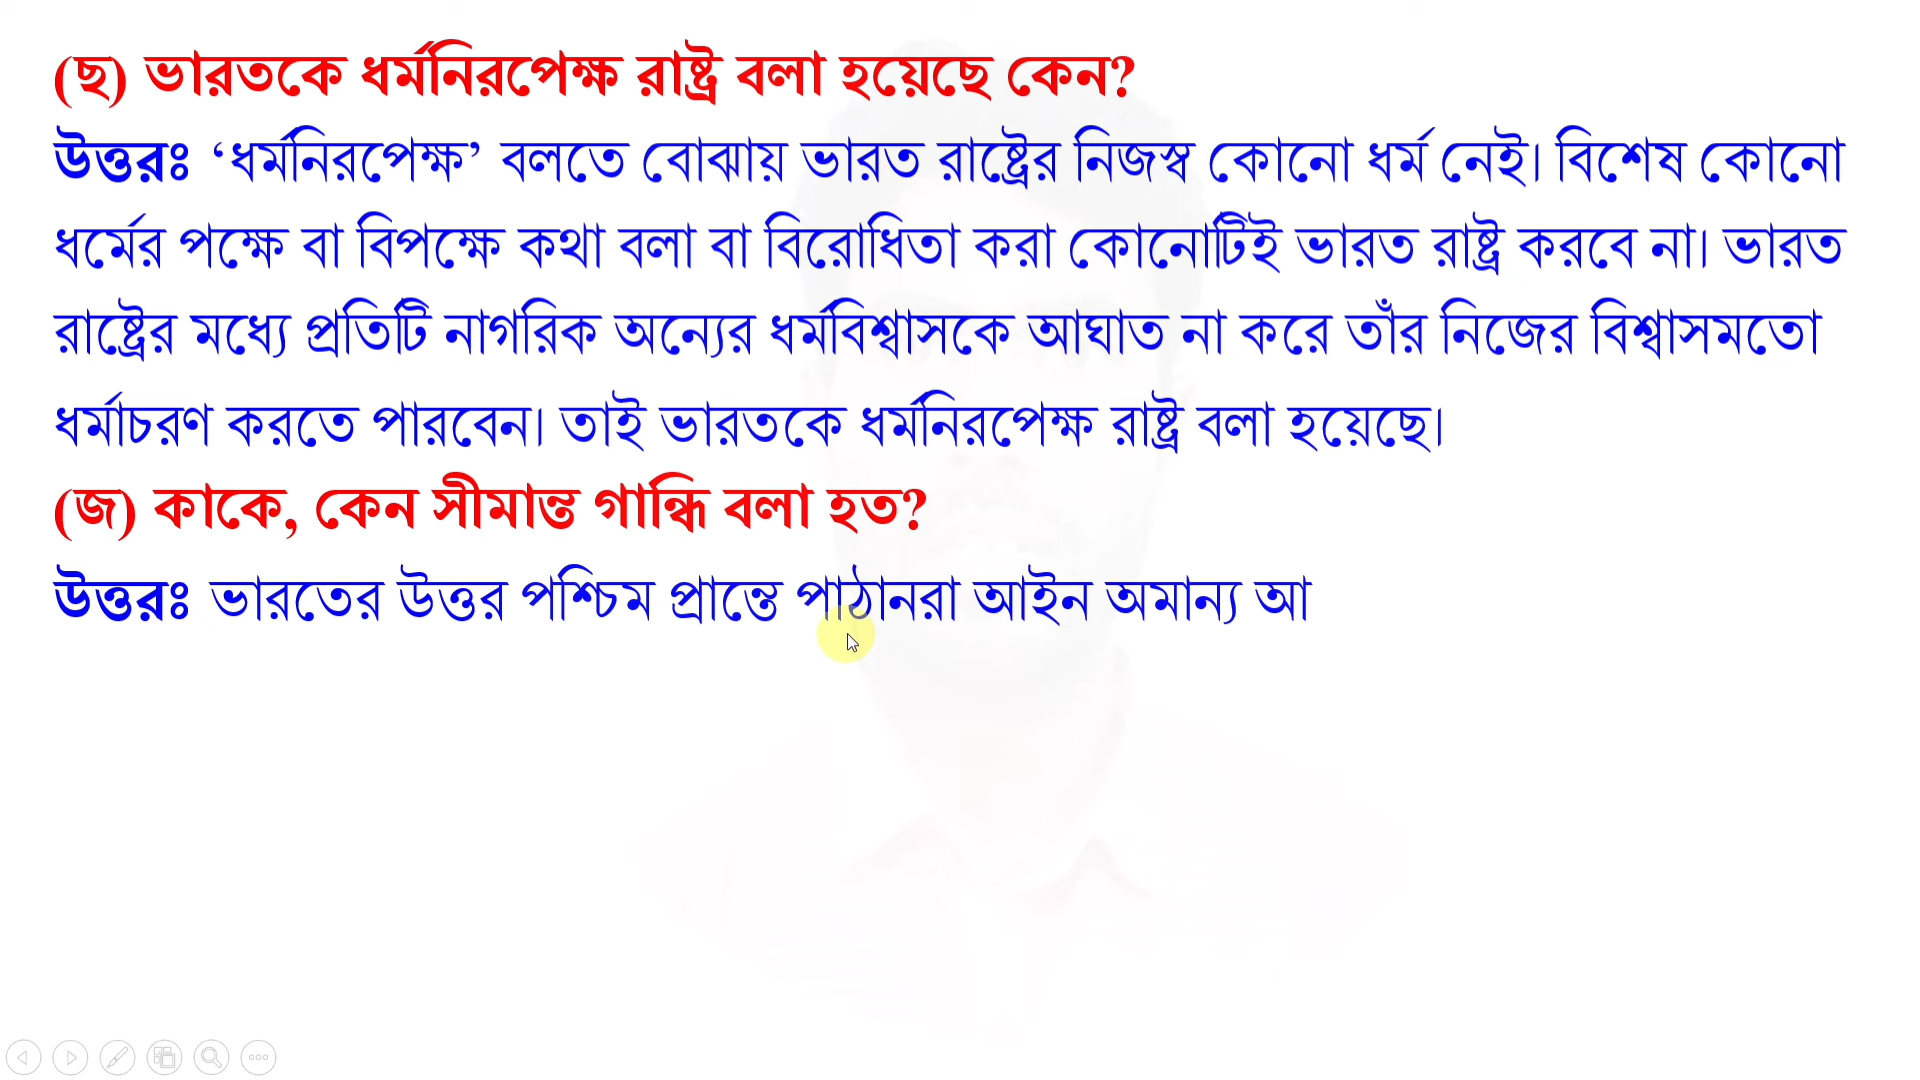 (ছ) ভারতকে ধর্মনিরপেক্ষ রাষ্ট্র বলা হয়েছে কেন?
উত্তরঃ ‘ধর্মনিরপেক্ষ’ বলতে বোঝায় ভারত রাষ্ট্রের নিজস্ব কোনো ধর্ম নেই। বিশেষ কোনো
ধর্মের পক্ষে বা বিপক্ষে কথা বলা বা বিরোধিতা করা কোনোটিই ভারত রাষ্ট্র করবে না। ভারত
রাষ্ট্রের মধ্যে প্রতিটি নাগরিক অন্যের ধর্মবিশ্বাসকে আঘাত না করে তাঁর নিজের বিশ্বাসমতো
ধর্মাচরণ করতে পারবেন। তাই ভারতকে ধর্মনিরপেক্ষ রাষ্ট্র বলা হয়েছে।
(জ) কাকে, কেন সীমান্ত গান্ধি বলা হত?
উত্তরঃ ভারতের উত্তর পশ্চিম প্রান্তে পাঠানরা আইন অমান্য আ